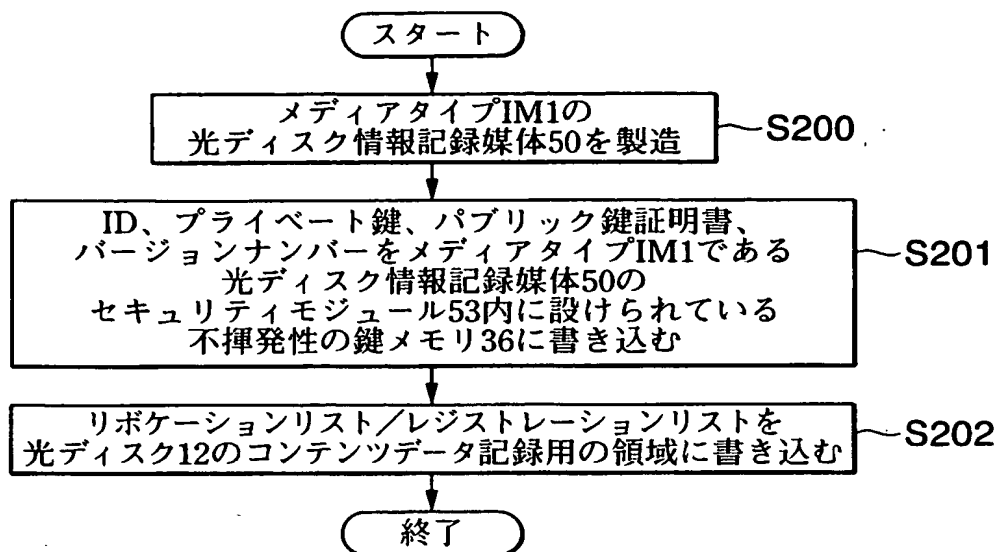 スタート
メディアタイプIM1の
光ディスク情報記録媒体50を製造
S200
ID、プライベート鍵、パブリック鍵証明書、
バージョンナンバーをメディアタイプIM1である
光ディスク情報記録媒体50の
セキュリティモジュール53内に設けられている
不揮発性の鍵メモリ36に書き込む
S201
リボケーションリスト/レジストレーションリストを
光ディスク12のコンテンツデータ記録用の領域に書き込む
S202
終了